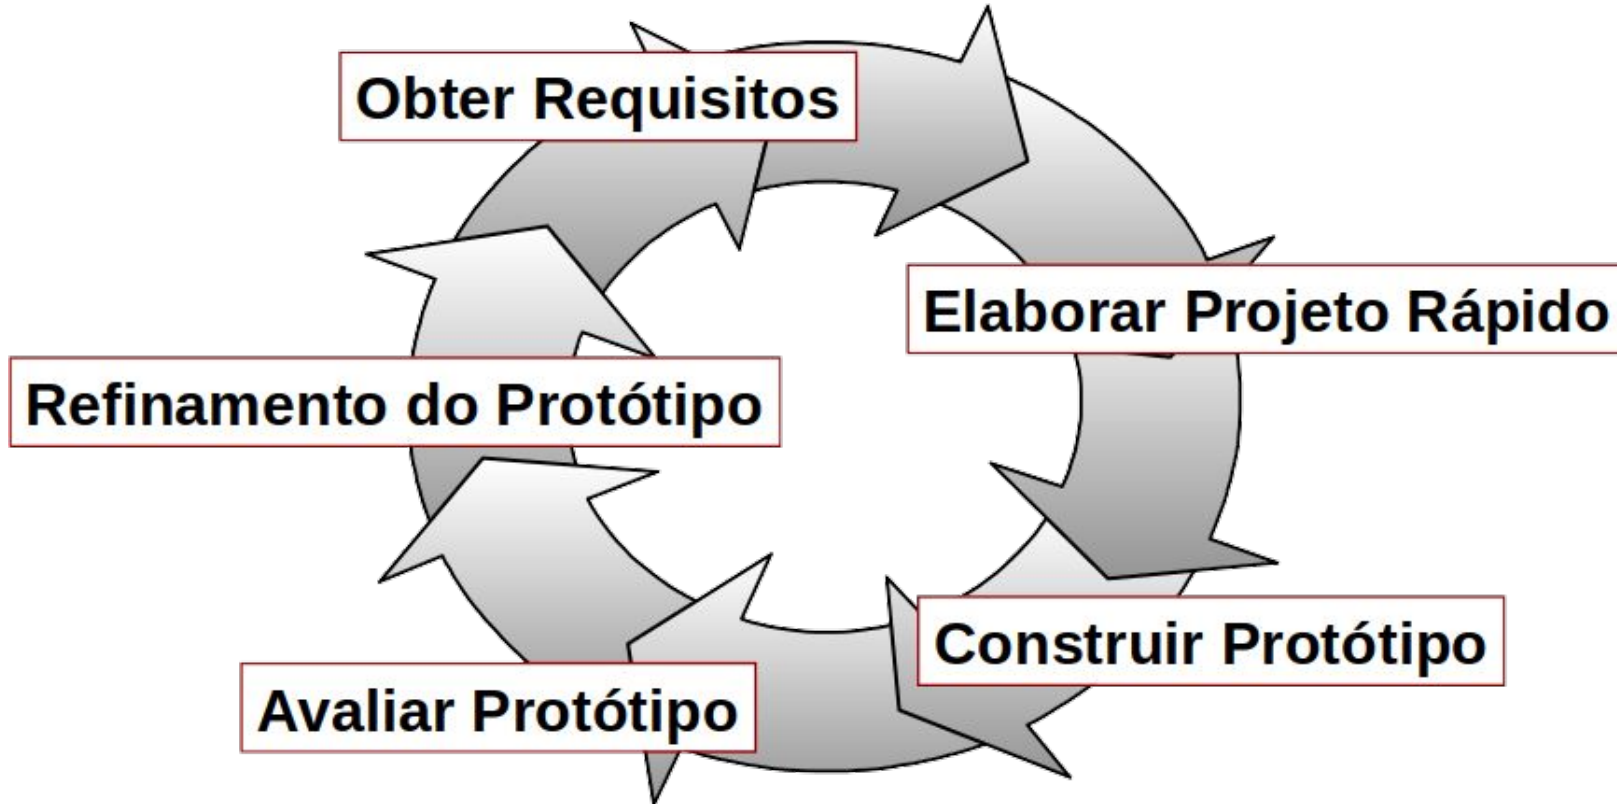 Obter Requisitos
Elaborar Projeto Rápido
Refinamento do Protótipo
Construir Protótipo
Avaliar Protótipo